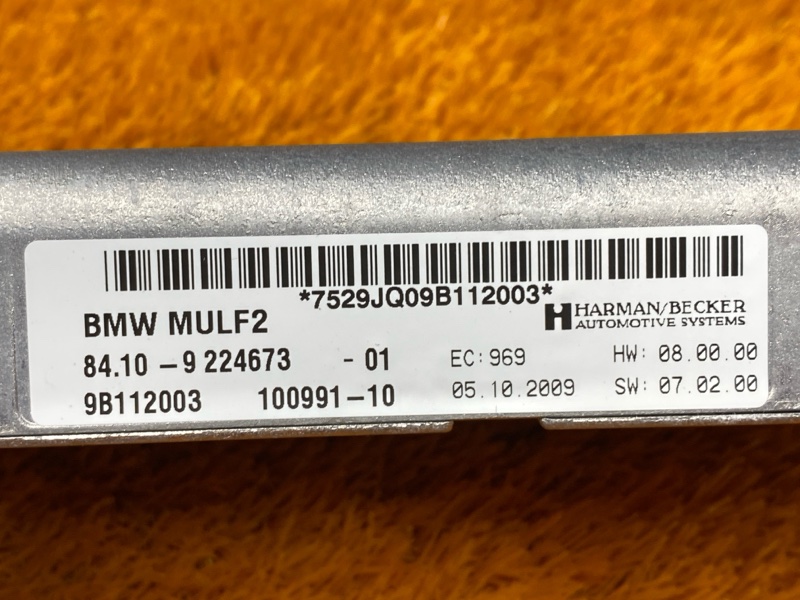 *7529JQ09B112003*
BMW MULF2
HARMAN/BECKER
AUTOMOTIVE SYSTEMS
84.10 - 9 224673 - 01 EC: 969 HW: 08.00.00
9B112003 100991-10 05.10.2009 SW: 07.02.00